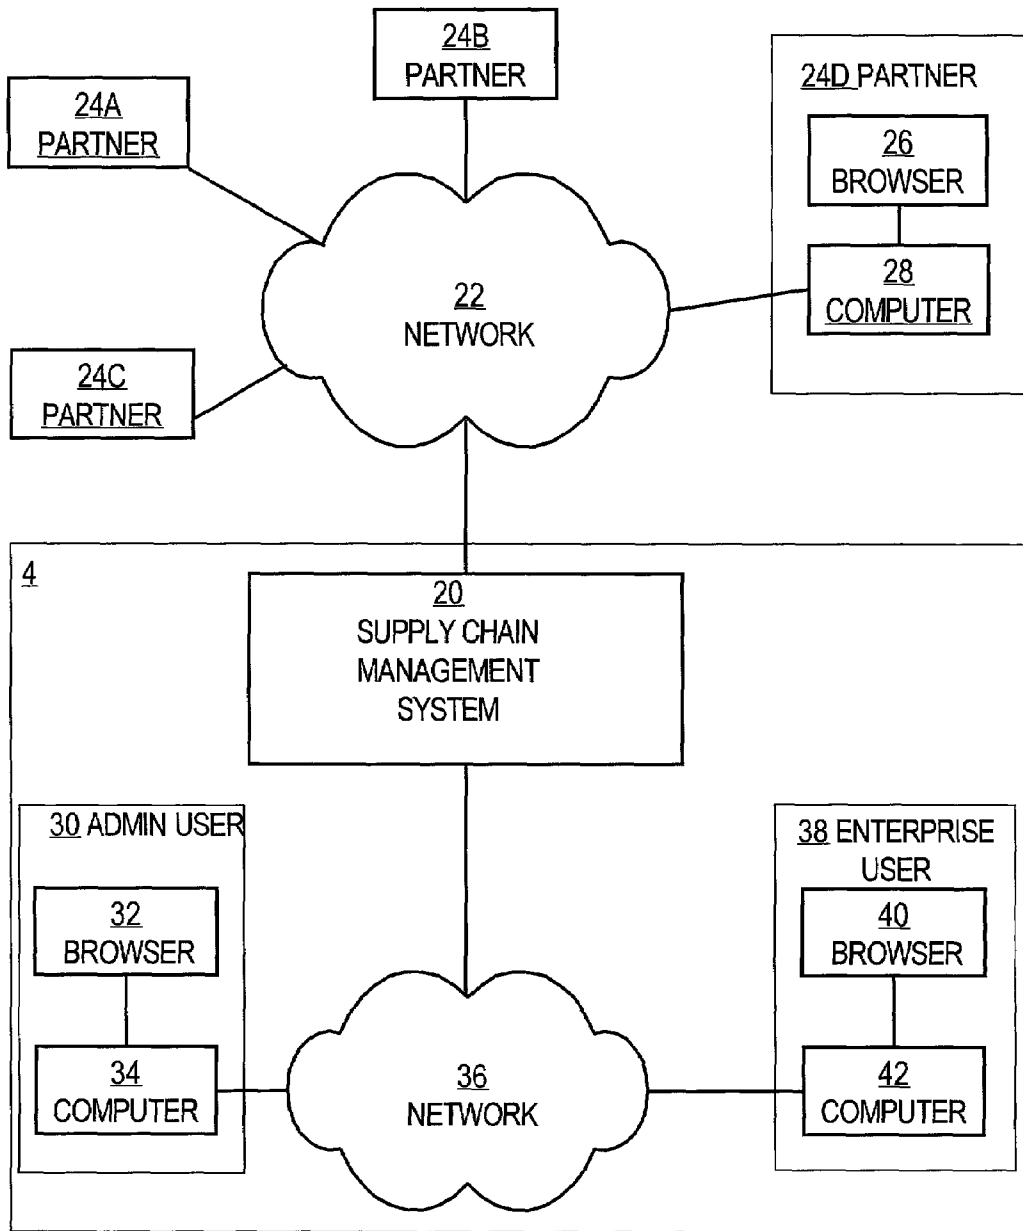 24B
PARTNER
24A
PARTNER
24D PARTNER
26
BROWSER
28
COMPUTER
22
NETWORK
24C
PARTNER
4
20
SUPPLY CHAIN
MANAGEMENT
SYSTEM
30 ADMIN USER
32
BROWSER
34
COMPUTER
36
NETWORK
38 ENTERPRISE
USER
40
BROWSER
42
COMPUTER